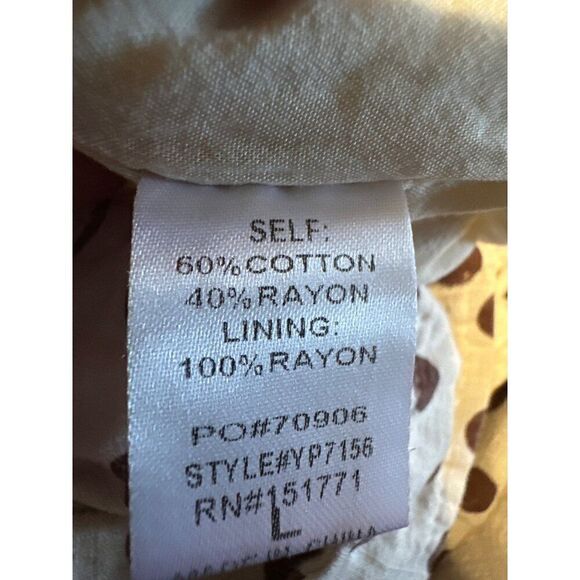 SELF:
60%COTTON
40%RAYON
LINING:
100%RAYON
PO#70906
STYLE#YP7156
RN#151771
L